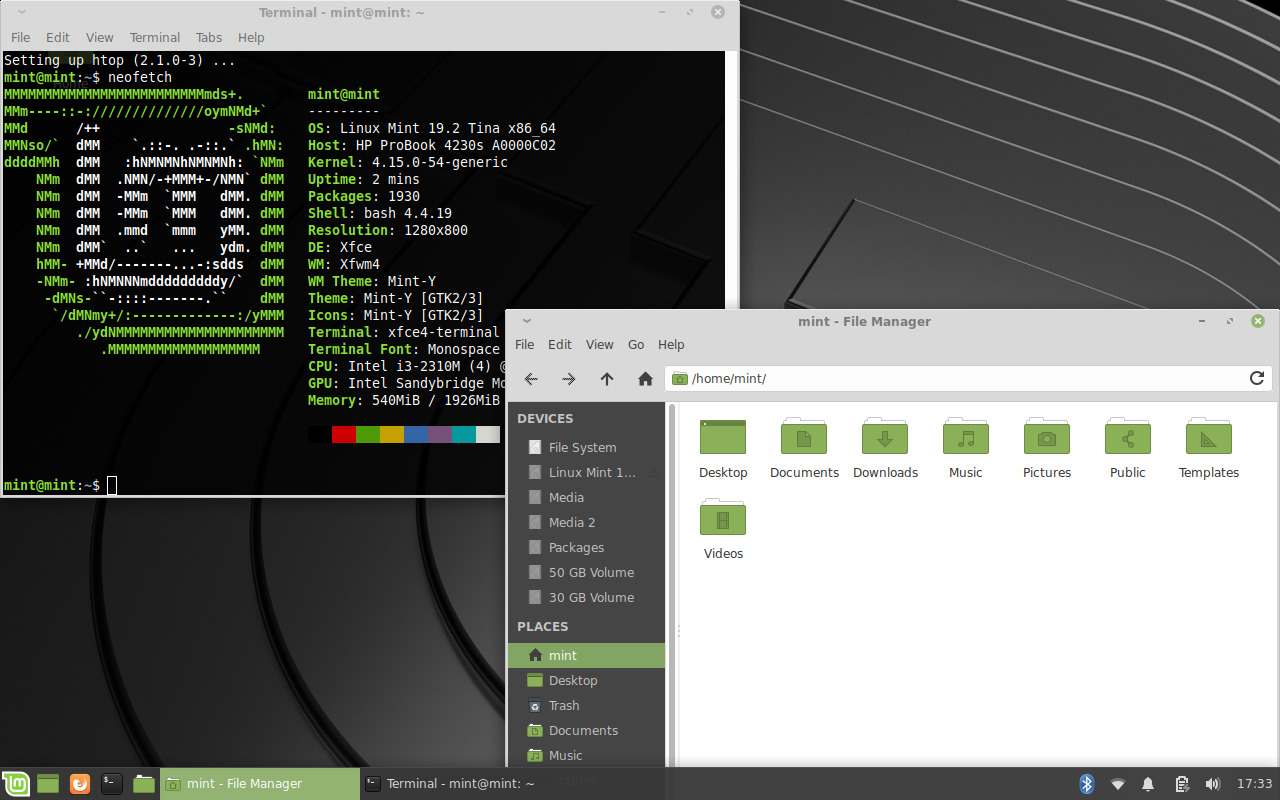 Terminal - mint@mint: ~
File Edit View Terminal Tabs Help
Setting up htop (2.1.0-3) ...
mint@mint:~$ neofetch
MMMMMMMMMMMMMMMMMMMMMMMMMmds+. mint@mint
MMm----::-://////////////oymNMd+` ---------
MMd /++ -sNMd: OS: Linux Mint 19.2 Tina x86_64
MMNso/` dMM `.::-. .-::.` .hMN: Host: HP ProBook 4230s A0000C02
ddddMMh dMM :hNMNMNhNMNMNh: `NMm Kernel: 4.15.0-54-generic
NMm dMM .NMN/-+MMM+-/NMN` dMM Uptime: 2 mins
NMm dMM -MMm `MMM dMM. dMM Packages: 1930
NMm dMM -MMm `MMM dMM. dMM Shell: bash 4.4.19
NMm dMM .mmd `mmm yMM. dMM Resolution: 1280x800
NMm dMM` ..` ... ydm. dMM DE: Xfce
hMM- +MMd/-------...-:sdds dMM WM: Xfwm4
-NMm- :hNMNNNmdddddddddy/` dMM WM Theme: Mint-Y
-dMNs-``-::::-------.`` dMM Theme: Mint-Y [GTK2/3]
`/dMNmy+/:-------------:/yMMM Icons: Mint-Y [GTK2/3]
./ydNMMMMMMMMMMMMMMMMMMMMM Terminal: xfce4-terminal
.MMMMMMMMMMMMMMMMMMM Terminal Font: Monospace
CPU: Intel i3-2310M (4) @
GPU: Intel Sandybridge Mo
Memory: 540MiB / 1926MiB
mint@mint:~$
mint - File Manager
File Edit View Go Help
/home/mint/
DEVICES
File System
Linux Mint 1...
Media
Media 2
Packages
50 GB Volume
30 GB Volume
PLACES
mint
Desktop
Trash
Documents
Music
Desktop Documents Downloads Music Pictures Public Templates
Videos
mint - File Manager
Terminal - mint@mint: ~
17:33